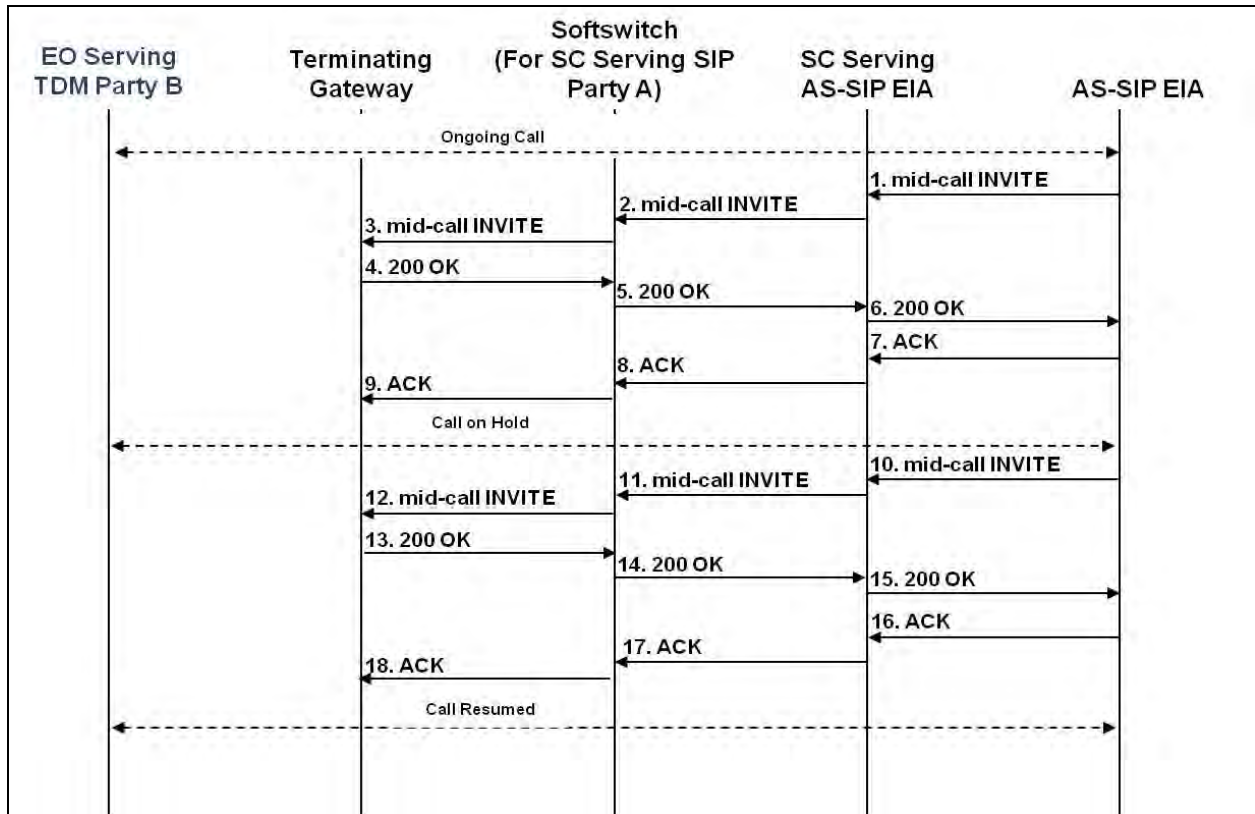 EO Serving
TDM Party B
Terminating
Gateway
Softswitch
(For SC Serving SIP
Party A)
SC Serving
AS-SIP EIA
AS-SIP EIA
Ongoing Call
1. mid-call INVITE
2. mid-call INVITE
3. mid-call INVITE
4. 200 OK
5. 200 OK
6. 200 OK
7. ACK
8. ACK
9. ACK
Call on Hold
10. mid-call INVITE
11. mid-call INVITE
12. mid-call INVITE
13. 200 OK
14. 200 OK
15. 200 OK
16. ACK
17. ACK
18. ACK
Call Resumed